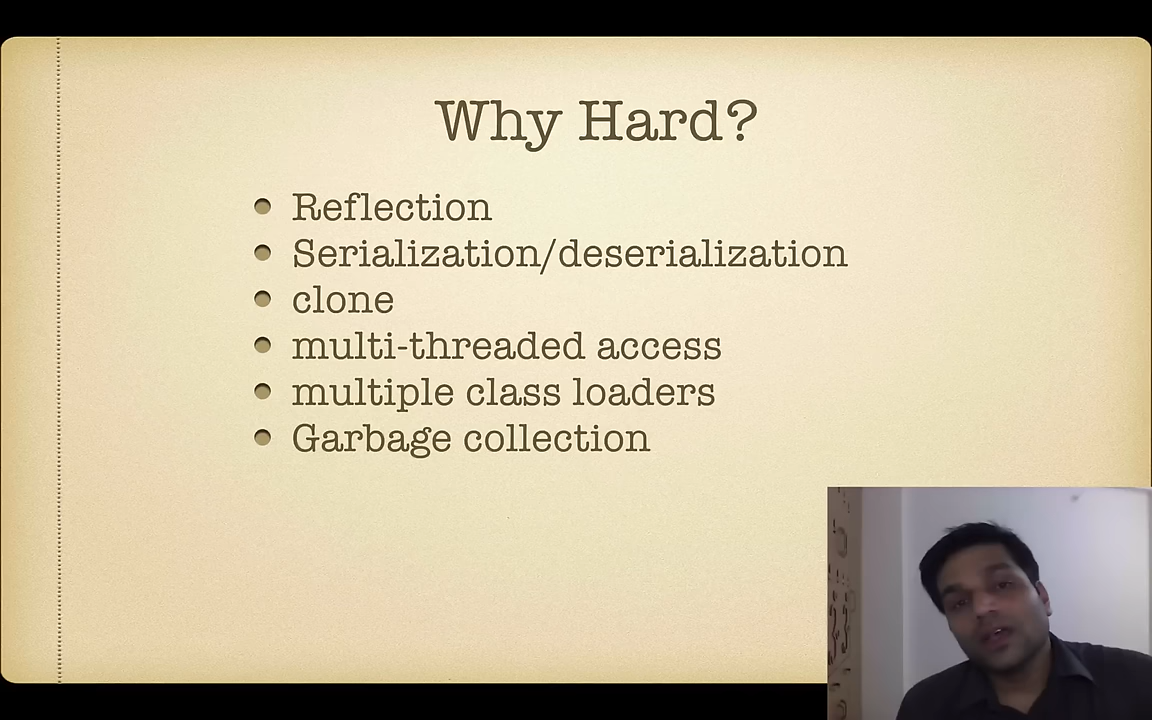 Why Hard?
Reflection
Serialization/deserialization
clone
multi-threaded access
multiple class loaders
Garbage collection